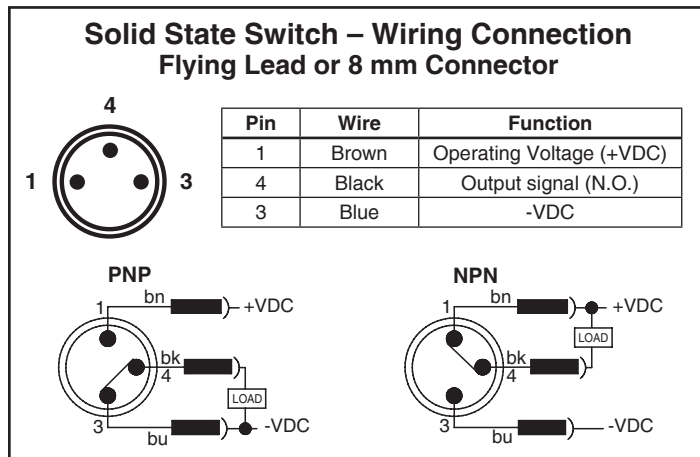 Solid State Switch – Wiring Connection
Flying Lead or 8 mm Connector
4
1
3
Pin Wire Function
1 Brown Operating Voltage (+VDC)
4 Black Output signal (N.O.)
3 Blue -VDC
PNP
1
bn
+VDC
bk
4
LOAD
3
bu
-VDC
NPN
1
bn
+VDC
LOAD
bk
4
3
bu
-VDC